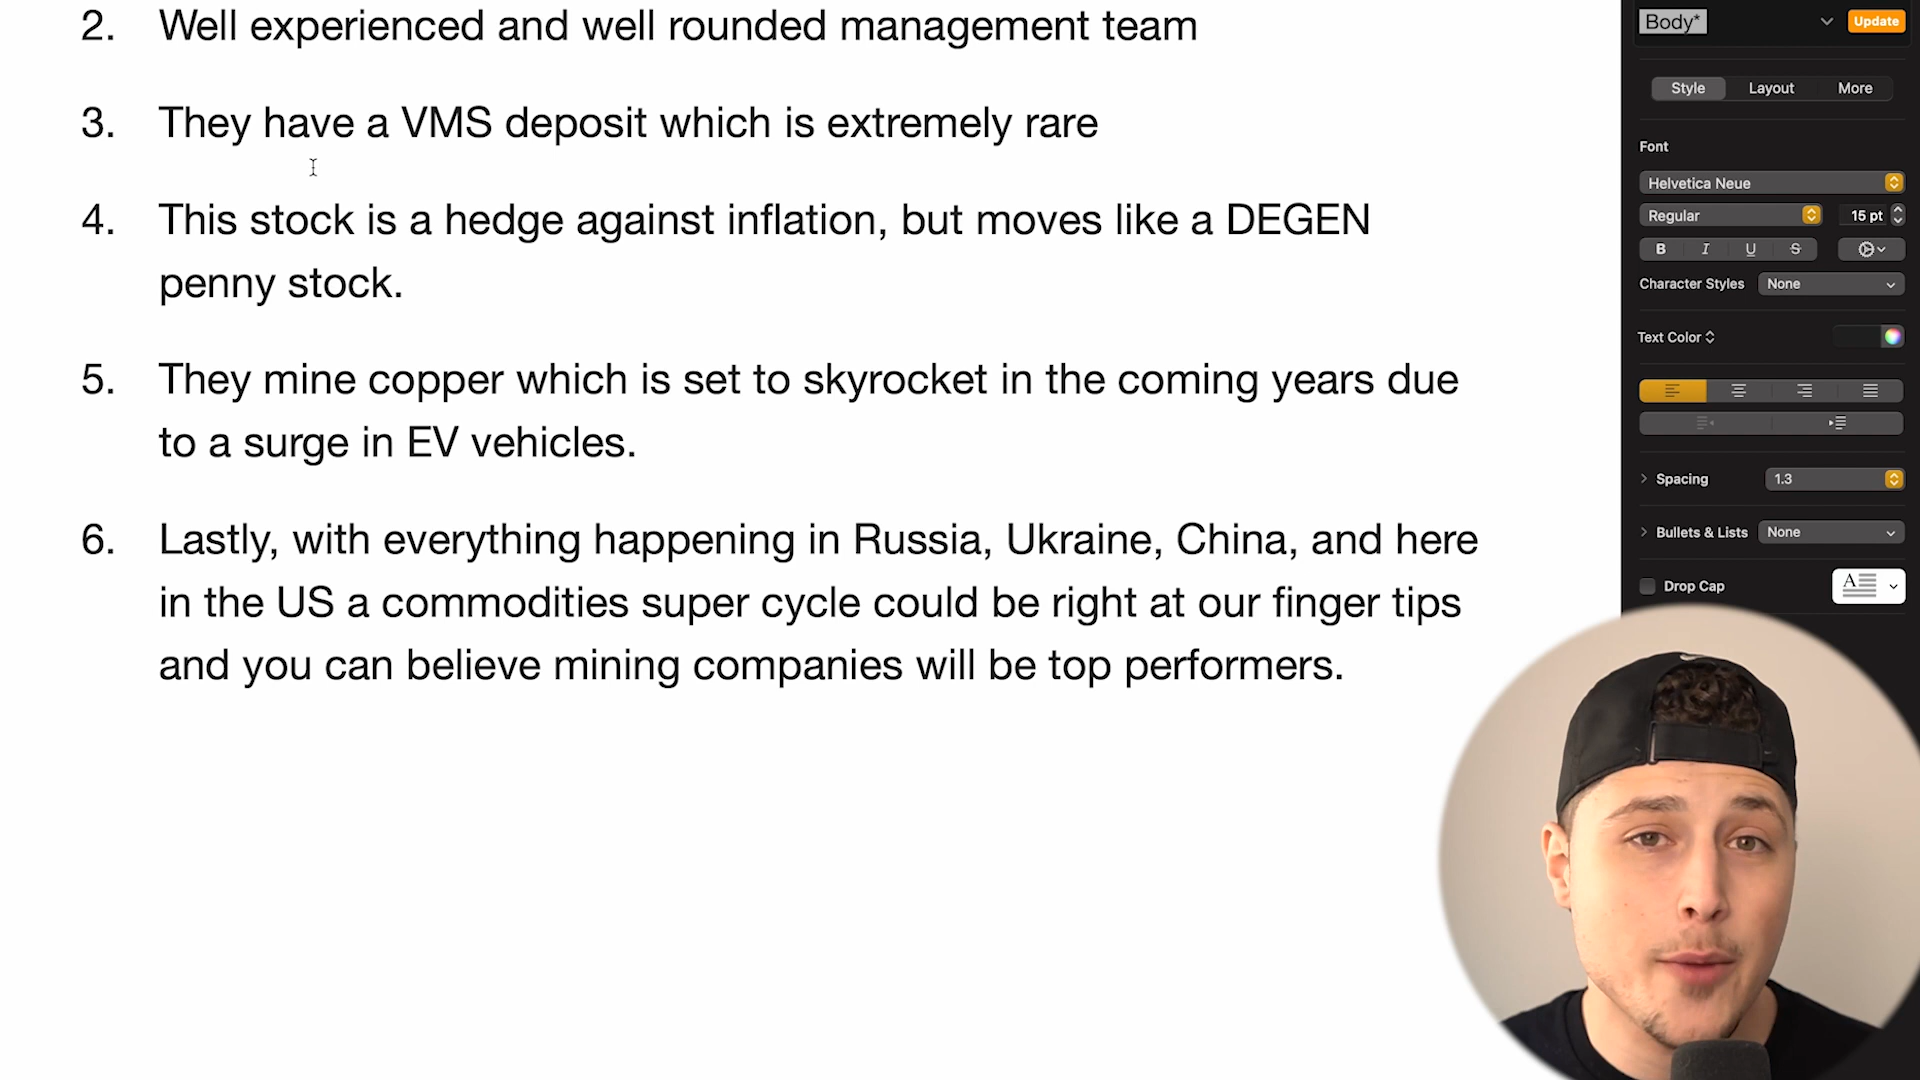 2. Well experienced and well rounded management team
3. They have a VMS deposit which is extremely rare
4. This stock is a hedge against inflation, but moves like a DEGEN
penny stock.
5. They mine copper which is set to skyrocket in the coming years due
to a surge in EV vehicles.
6. Lastly, with everything happening in Russia, Ukraine, China, and here
in the US a commodities super cycle could be right at our finger tips
and you can believe mining companies will be top performers.
Body*
Update
Style Layout More
Font
Helvetica Neue
Regular 15 pt
B I U S
Character Styles None
Text Color
Spacing 1.3
Bullets & Lists None
Drop Cap A